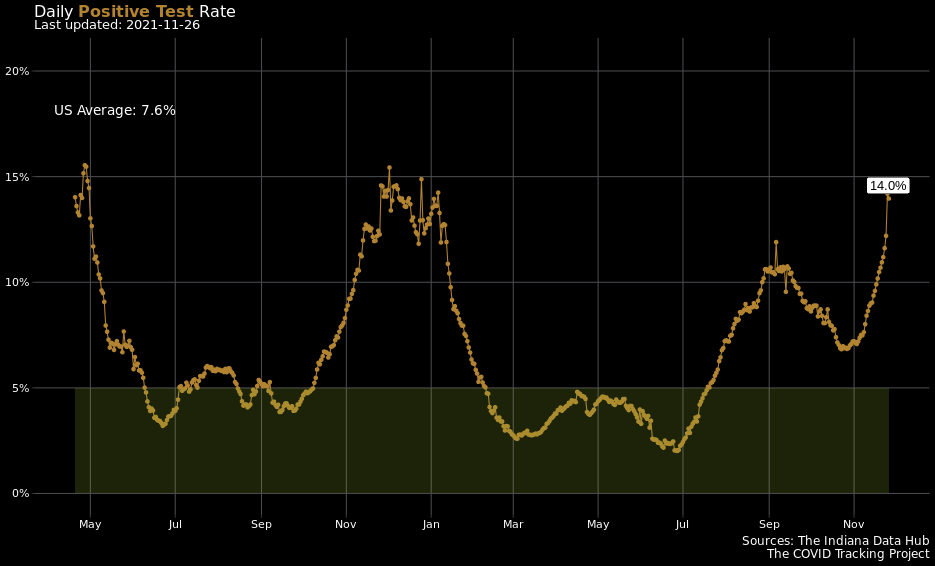 Daily Positive Test Rate
Last updated: 2021-11-26
20%
US Average: 7.6%
15%
14.0%
10%
5%
0%
May Jul Sep Nov Jan Mar May Jul Sep Nov
Sources: The Indiana Data Hub
The COVID Tracking Project